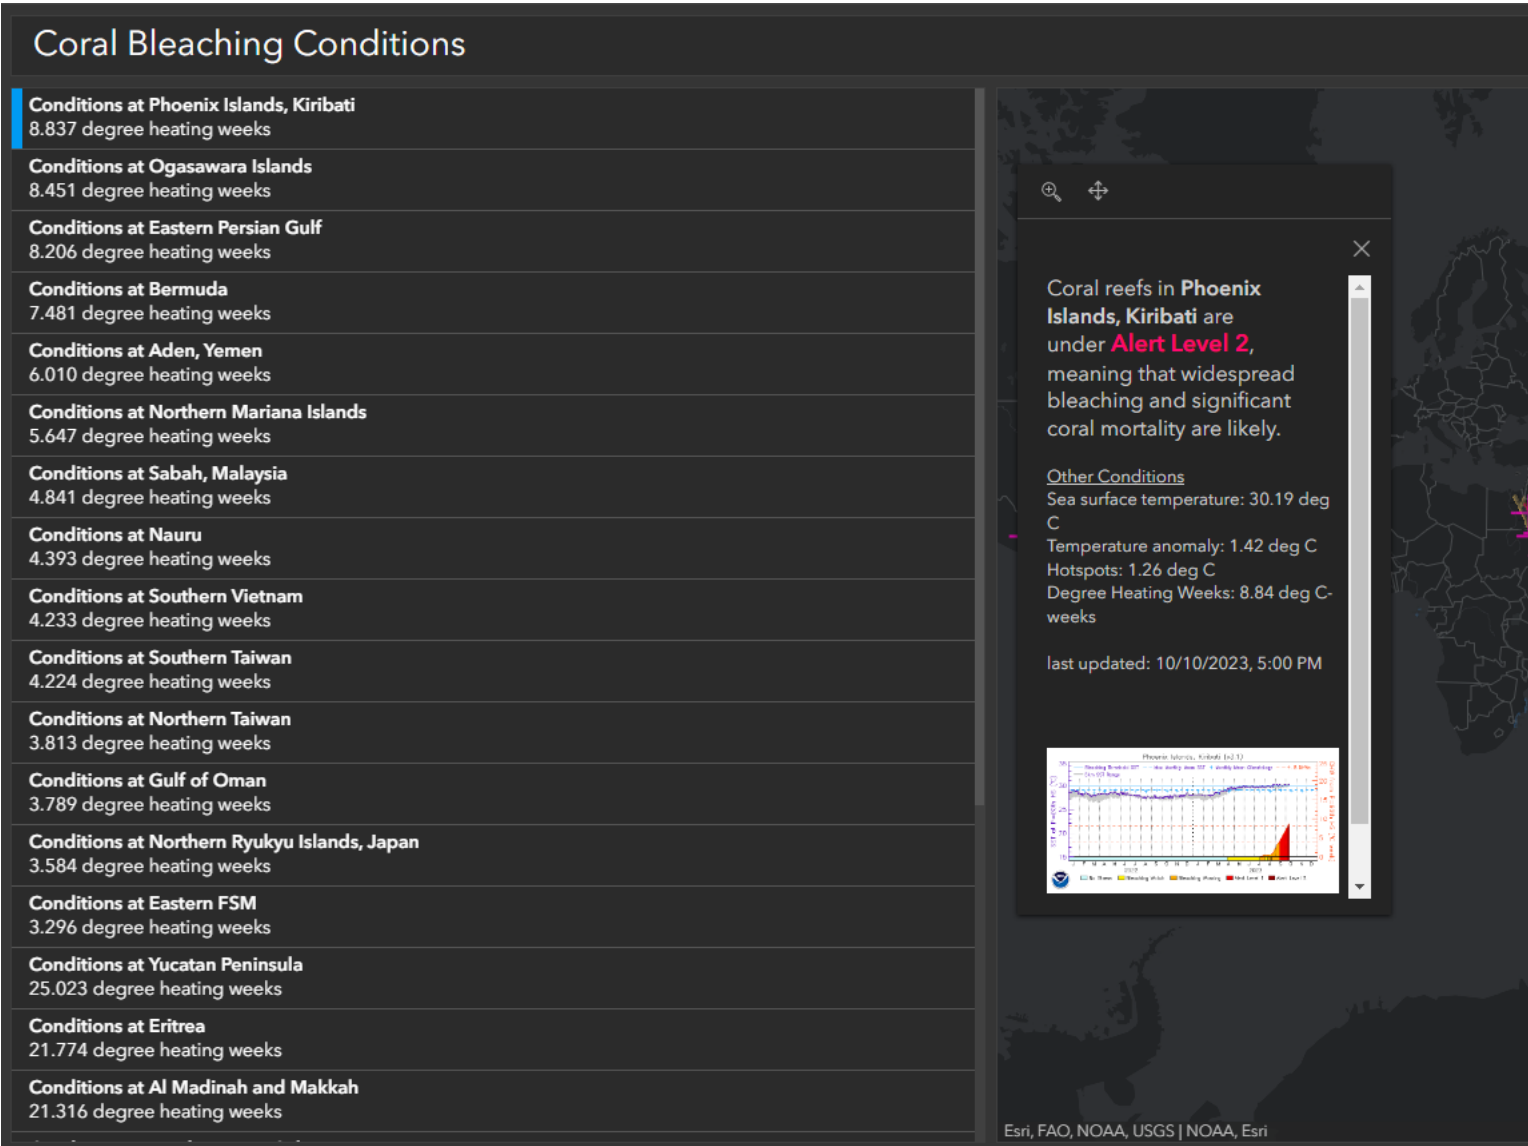 Coral Bleaching Conditions
Conditions at Phoenix Islands, Kiribati
8.837 degree heating weeks
Conditions at Ogasawara Islands
8.451 degree heating weeks
Conditions at Eastern Persian Gulf
8.206 degree heating weeks
Conditions at Bermuda
7.481 degree heating weeks
Conditions at Aden, Yemen
6.010 degree heating weeks
Conditions at Northern Mariana Islands
5.647 degree heating weeks
Conditions at Sabah, Malaysia
4.841 degree heating weeks
Conditions at Nauru
4.393 degree heating weeks
Conditions at Southern Vietnam
4.233 degree heating weeks
Conditions at Southern Taiwan
4.224 degree heating weeks
Conditions at Northern Taiwan
3.813 degree heating weeks
Conditions at Gulf of Oman
3.789 degree heating weeks
Conditions at Northern Ryukyu Islands, Japan
3.584 degree heating weeks
Conditions at Eastern FSM
3.296 degree heating weeks
Conditions at Yucatan Peninsula
25.023 degree heating weeks
Conditions at Eritrea
21.774 degree heating weeks
Conditions at Al Madinah and Makkah
21.316 degree heating weeks
Coral reefs in Phoenix
Islands, Kiribati are
under Alert Level 2,
meaning that widespread
bleaching and significant
coral mortality are likely.
Other Conditions
Sea surface temperature: 30.19 deg
C
Temperature anomaly: 1.42 deg C
Hotspots: 1.26 deg C
Degree Heating Weeks: 8.84 deg C-
weeks
last updated: 10/10/2023, 5:00 PM
Phoenix Islands, Kiribati (v3.1)
Esri, FAO, NOAA, USGS | NOAA, Esri